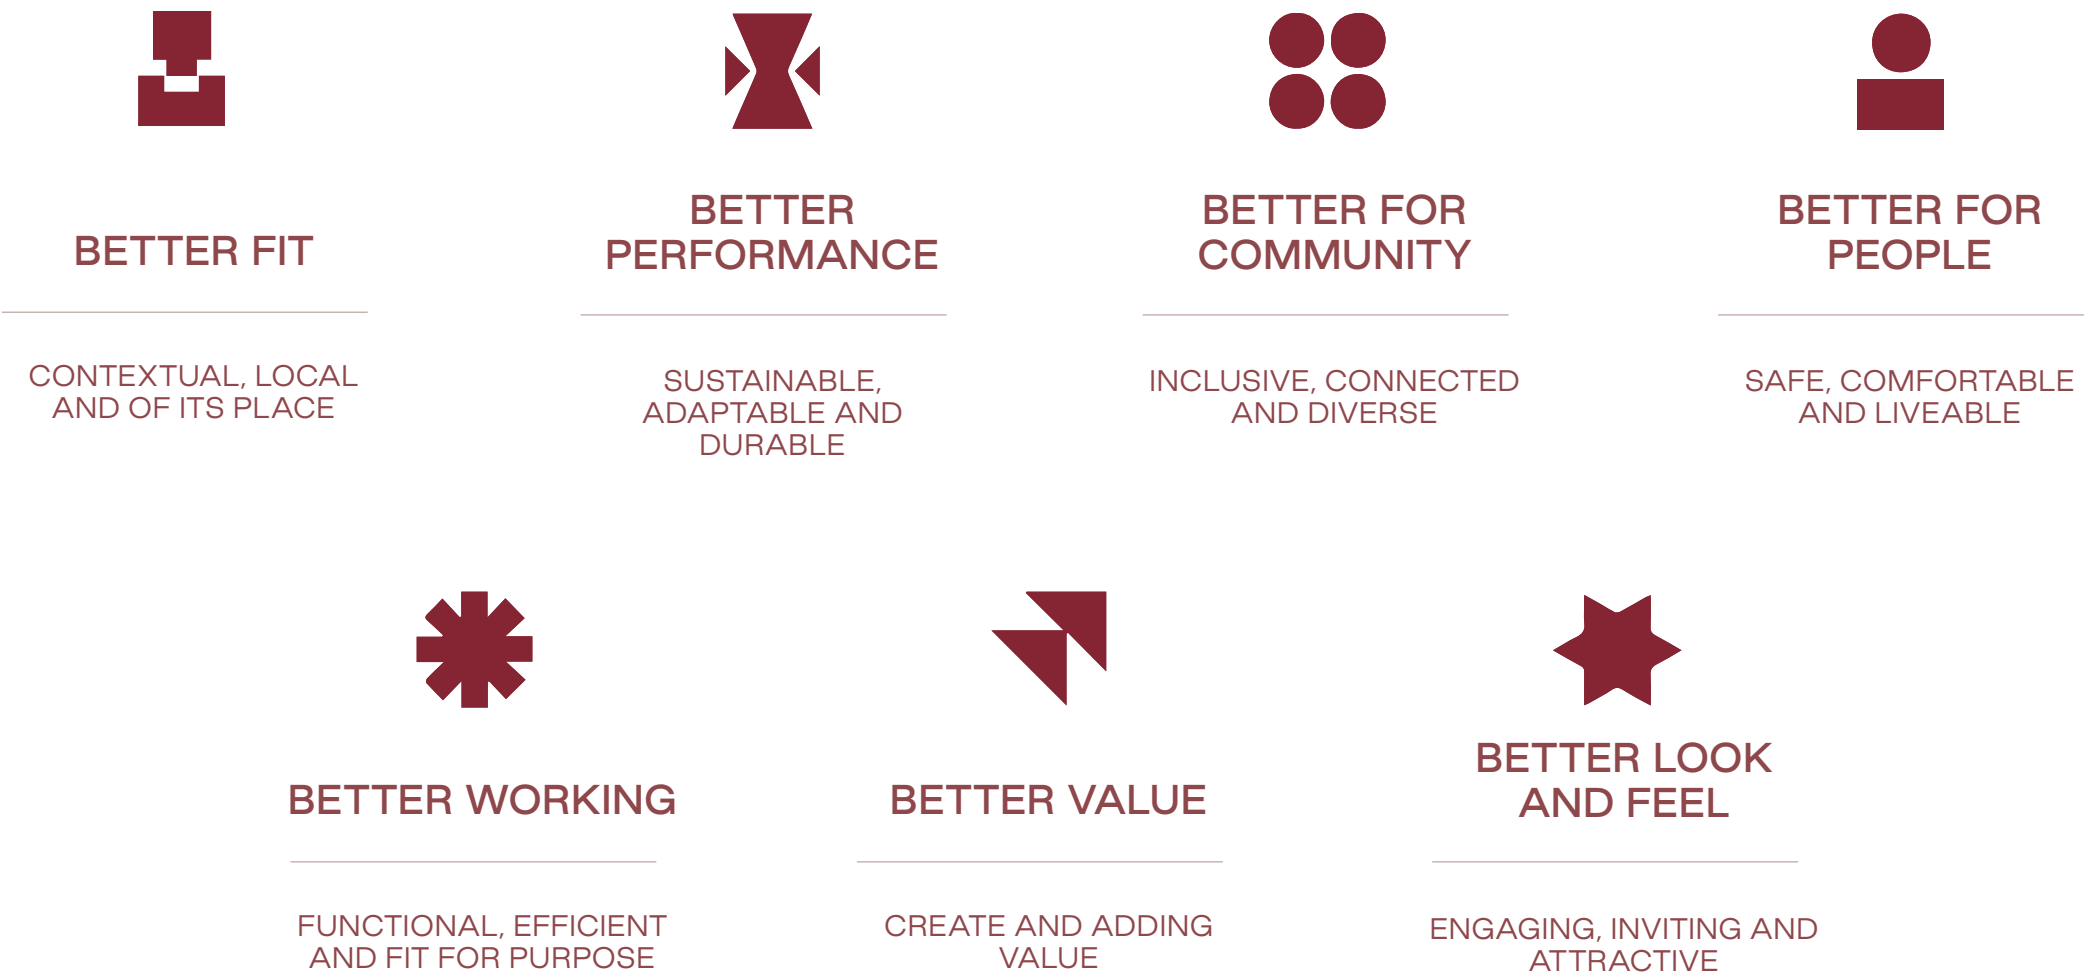 BETTER FIT
CONTEXTUAL, LOCAL
AND OF ITS PLACE
BETTER
PERFORMANCE
SUSTAINABLE,
ADAPTABLE AND
DURABLE
BETTER FOR
COMMUNITY
INCLUSIVE, CONNECTED
AND DIVERSE
BETTER FOR
PEOPLE
SAFE, COMFORTABLE
AND LIVEABLE
BETTER WORKING
FUNCTIONAL, EFFICIENT
AND FIT FOR PURPOSE
BETTER VALUE
CREATE AND ADDING
VALUE
BETTER LOOK
AND FEEL
ENGAGING, INVITING AND
ATTRACTIVE